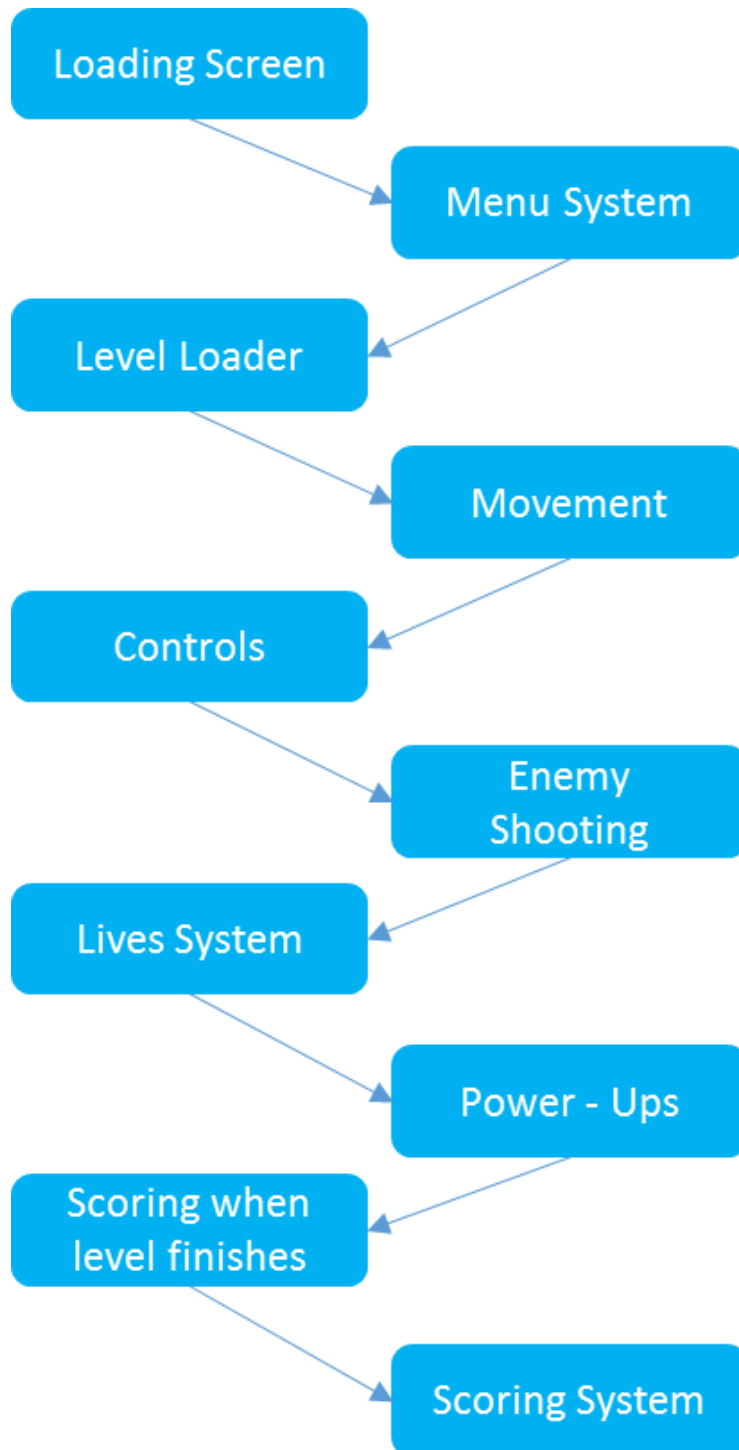 Loading Screen
Menu System
Level Loader
Movement
Controls
Enemy
Shooting
Lives System
Power - Ups
Scoring when
level finishes
Scoring System